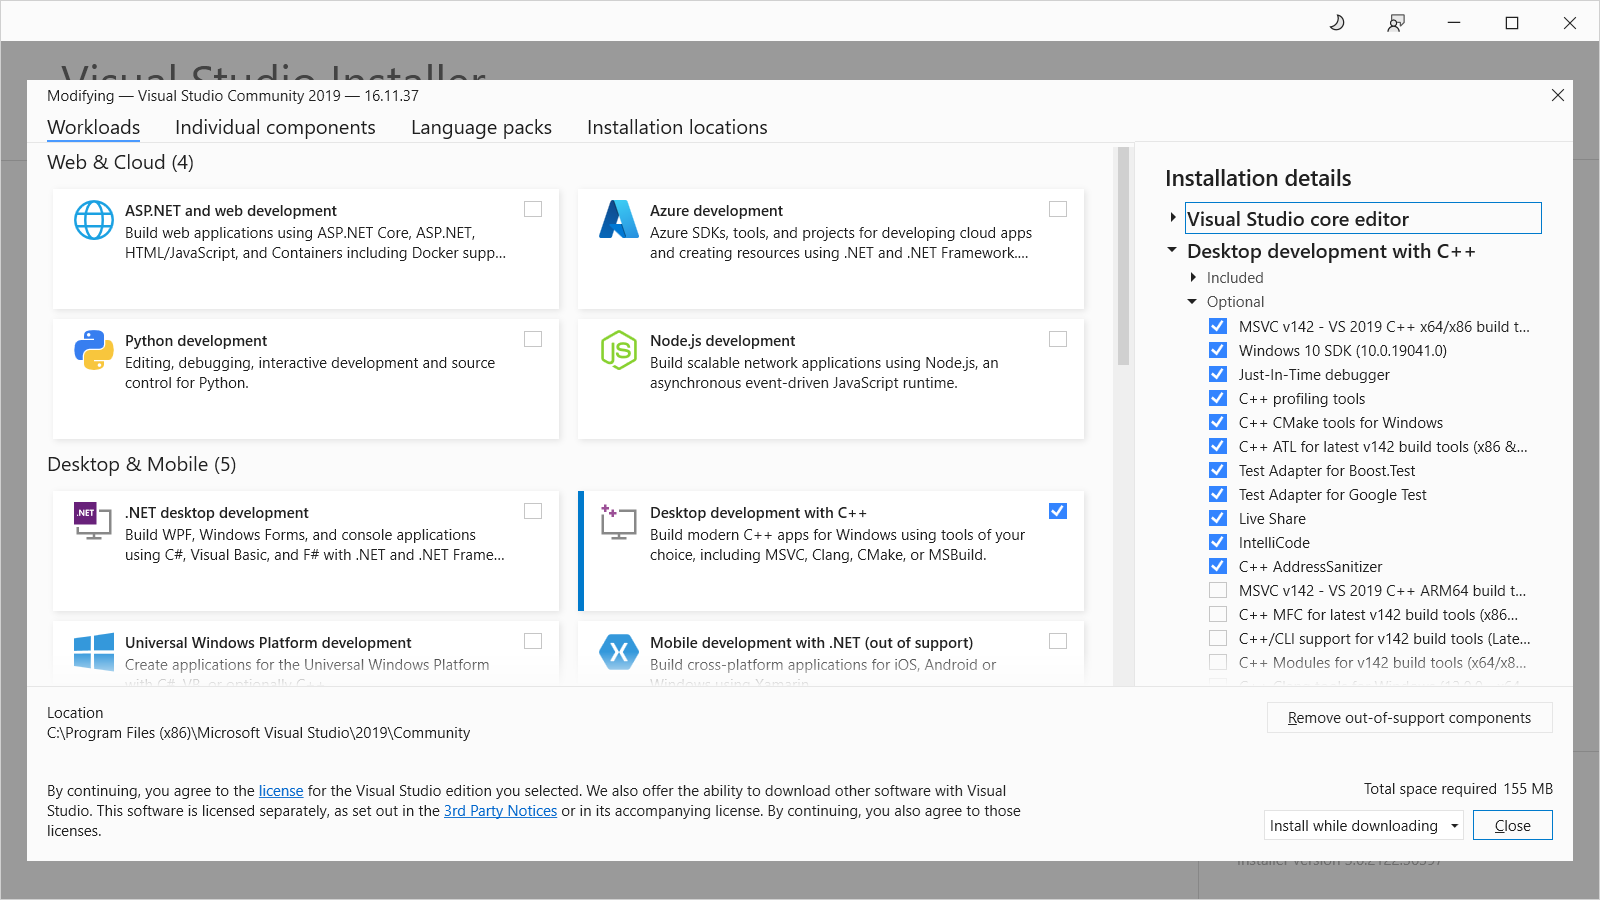 Visual Studio Installer
Modifying — Visual Studio Community 2019 — 16.11.37
Workloads
Individual components
Language packs
Installation locations
Web & Cloud (4)
ASP.NET and web development
Build web applications using ASP.NET Core, ASP.NET,
HTML/JavaScript, and Containers including Docker supp...
Azure development
Azure SDKs, tools, and projects for developing cloud apps
and creating resources using .NET and .NET Framework....
Python development
Editing, debugging, interactive development and source
control for Python.
JS
Node.js development
Build scalable network applications using Node.js, an
asynchronous event-driven JavaScript runtime.
Desktop & Mobile (5)
.NET
.NET desktop development
Build WPF, Windows Forms, and console applications
using C#, Visual Basic, and F# with .NET and .NET Frame...
Desktop development with C++
Build modern C++ apps for Windows using tools of your
choice, including MSVC, Clang, CMake, or MSBuild.
Universal Windows Platform development
Create applications for the Universal Windows Platform
with C#, VB, or optionally C++.
Mobile development with .NET (out of support)
Build cross-platform applications for iOS, Android or
Windows using Xamarin.
Installation details
Visual Studio core editor
Desktop development with C++
Included
Optional
MSVC v142 - VS 2019 C++ x64/x86 build t...
Windows 10 SDK (10.0.19041.0)
Just-In-Time debugger
C++ profiling tools
C++ CMake tools for Windows
C++ ATL for latest v142 build tools (x86 &...
Test Adapter for Boost.Test
Test Adapter for Google Test
Live Share
IntelliCode
C++ AddressSanitizer
MSVC v142 - VS 2019 C++ ARM64 build t...
C++ MFC for latest v142 build tools (x86...
C++/CLI support for v142 build tools (Late...
C++ Modules for v142 build tools (x64/x8...
Location
C:\Program Files (x86)\Microsoft Visual Studio\2019\Community
Remove out-of-support components
By continuing, you agree to the license for the Visual Studio edition you selected. We also offer the ability to download other software with Visual
Studio. This software is licensed separately, as set out in the 3rd Party Notices or in its accompanying license. By continuing, you also agree to those
licenses.
Total space required 155 MB
Install while downloading
Close
Installer version